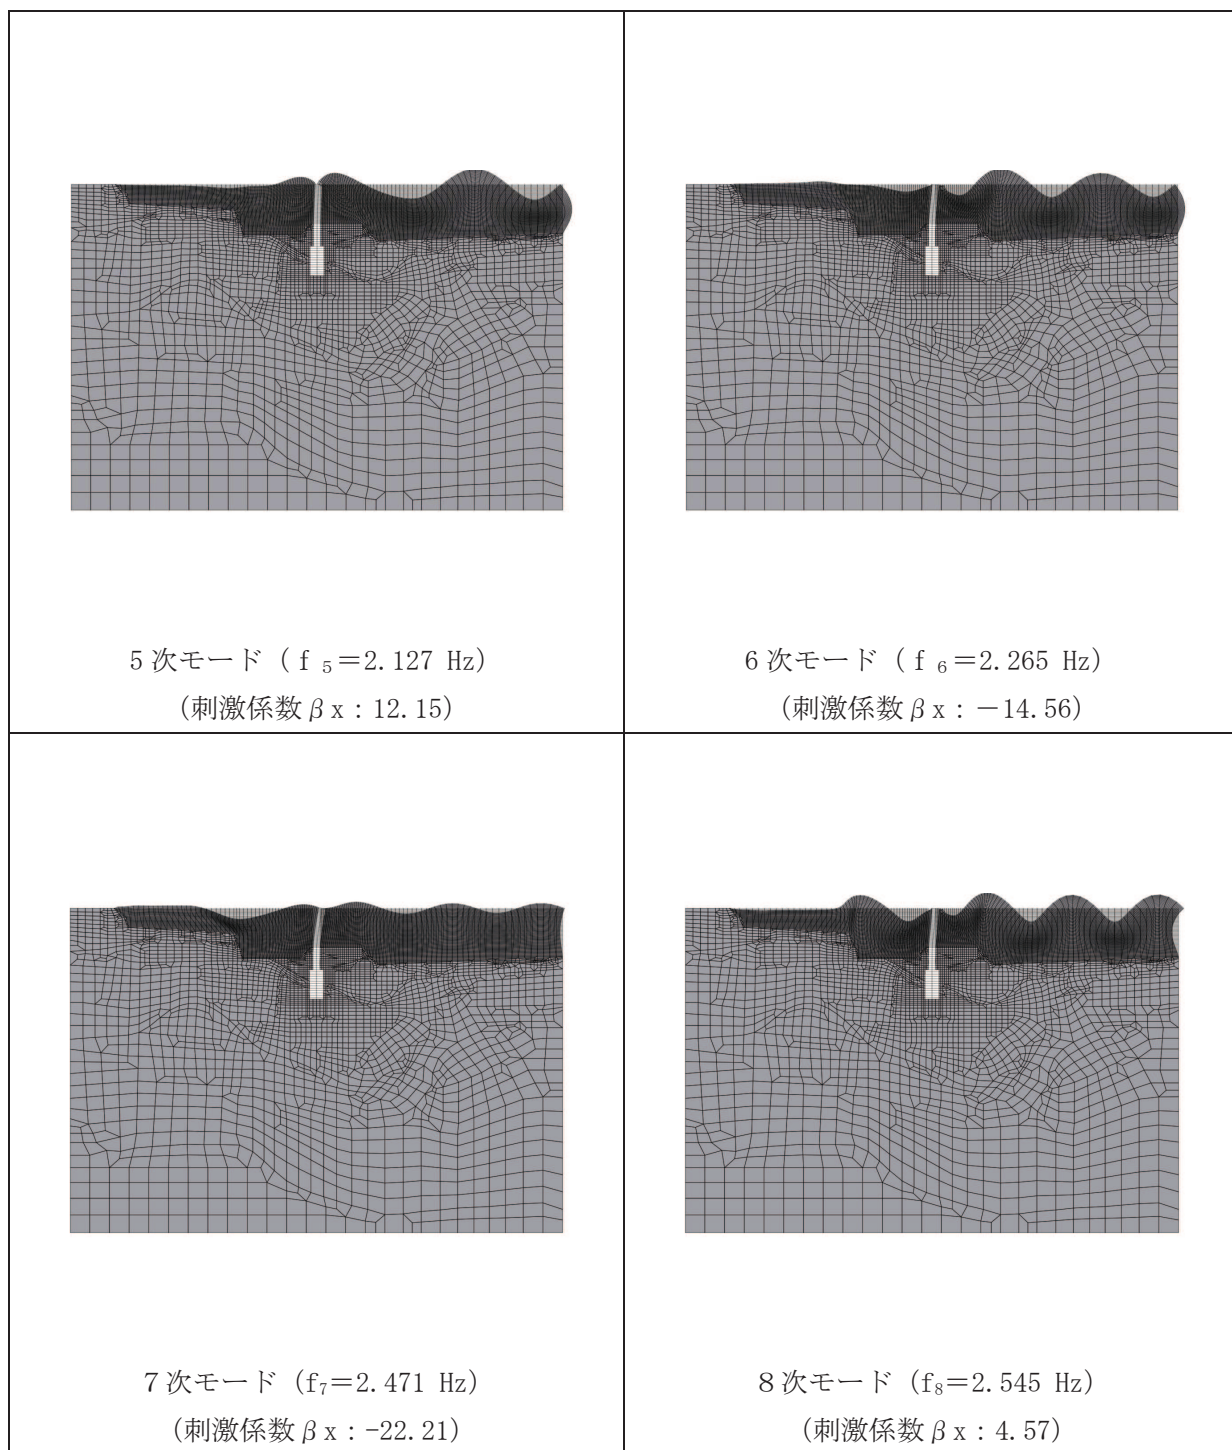 5次モード(f ₅=2.127 Hz)
(刺激係数βx:12.15)
6次モード(f ₆=2.265 Hz)
(刺激係数βx:-14.56)
7次モード(f₇=2.471 Hz)
(刺激係数βx:-22.21)
8次モード(f₈=2.545 Hz)
(刺激係数βx:4.57)